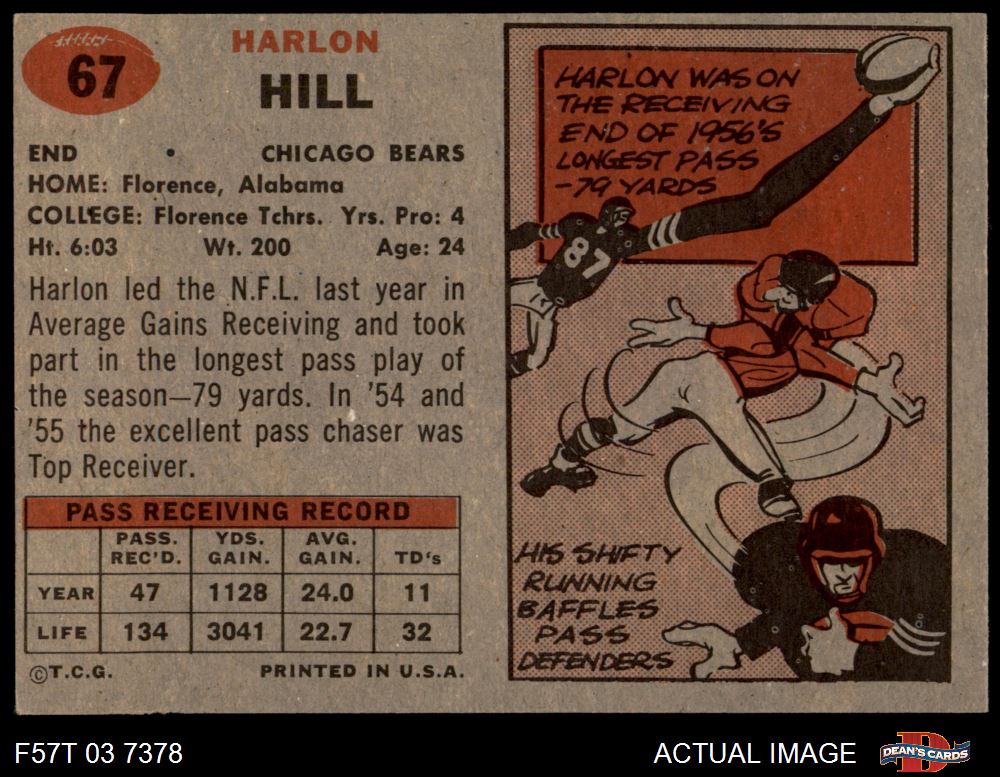 67
HARLON
HILL
END • CHICAGO BEARS
HOME: Florence, Alabama
COLLEGE: Florence Tchrs. Yrs. Pro: 4
Ht. 6:03 Wt. 200 Age: 24
Harlon led the N.F.L. last year in
Average Gains Receiving and took
part in the longest pass play of
the season—79 yards. In '54 and
'55 the excellent pass chaser was
Top Receiver.
PASS RECEIVING RECORD
PASS. REC'D. YDS. GAIN. AVG. GAIN. TD's
YEAR 47 1128 24.0 11
LIFE 134 3041 22.7 32
©T.C.G. PRINTED IN U.S.A.
HARLON WAS ON
THE RECEIVING
END OF 1956'S
LONGEST PASS
-79 YARDS
87
HIS SHIFTY
RUNNING
BAFFLES
PASS
DEFENDERS
F57T 03 7378
ACTUAL IMAGE
D
DEAN'S CARDS